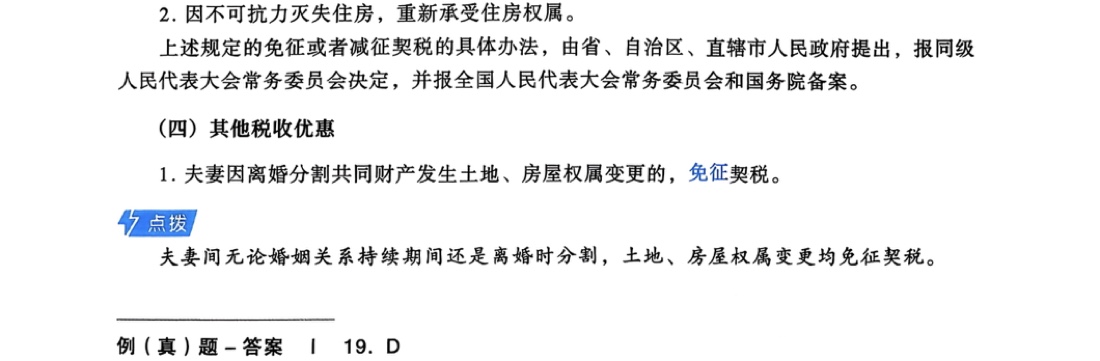 2. 因不可抗力灭失住房，重新承受住房权属。
上述规定的免征或者减征契税的具体办法，由省、自治区、直辖市人民政府提出，报同级
人民代表大会常务委员会决定，并报全国人民代表大会常务委员会和国务院备案。
（四）其他税收优惠
1. 夫妻因离婚分割共同财产发生土地、房屋权属变更的，免征契税。
点拨
夫妻间无论婚姻关系持续期间还是离婚时分割，土地、房屋权属变更均免征契税。
例（真）题－答案 | 19. D